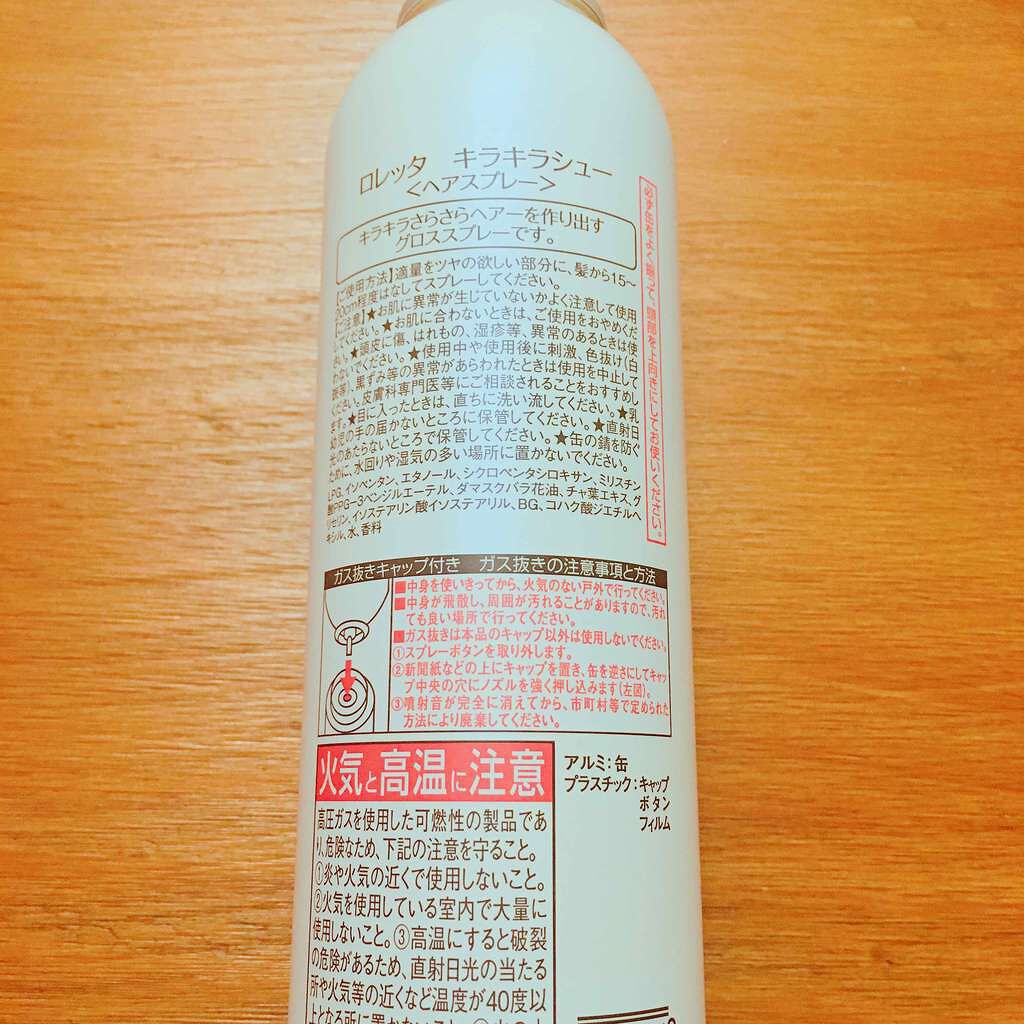 ロレッタ キラキラシュー
<ヘアスプレー>
キラキラさらさらヘアーを作り出す
グロススプレーです。
【ご使用方法】適量をツヤの欲しい部分に、髪から15～
20cm程度はなしてスプレーしてください。
【ご注意】★お肌に異常が生じていないかよく注意して使用
してください。★お肌に合わないときは、ご使用をおやめくだ
さい。★頭皮に傷、はれもの、湿疹等、異常のあるときは使
わないでください。★使用中や使用後に刺激、色抜け(白
斑等)、黒ずみ等の異常があらわれたときは使用を中止して
ください。皮膚科専門医等にご相談されることをおすすめし
ます。★目に入ったときは、直ちに洗い流してください。★乳
幼児の手の届かないところに保管してください。★直射日
光のあたらないところで保管してください。★缶の錆を防ぐ
ために、水回りや湿気の多い場所に置かないでください。
LPG、イソペンタン、エタノール、シクロペンタシロキサン、ミリスチン
酸PPG-3ベンジルエーテル、ダマスクバラ花油、チャ葉エキス、グ
リセリン、イソステアリン酸イソステアリル、BG、コハク酸ジエチルヘ
キシル、水、香料
必ず缶をよく振って、頭部を上向きにしてお使いください。
ガス抜きキャップ付き ガス抜きの注意事項と方法
■中身を使いきってから、火気のない戸外で行ってください。
■中身が飛散し、周囲が汚れることがありますので、汚れ
ても良い場所で行ってください。
■ガス抜きは本品のキャップ以外は使用しないでください。
①スプレーボタンを取り外します。
②新聞紙などの上にキャップを置き、缶を逆さにしてキャッ
プ中央の穴にノズルを強く押し込みます(左図)。
③噴射音が完全に消えてから、市町村等で定められた
方法により廃棄してください。
火気と高温に注意
高圧ガスを使用した可燃性の製品であ
り、危険なため、下記の注意を守ること。
①炎や火気の近くで使用しないこと。
②火気を使用している室内で大量に
使用しないこと。③高温にすると破裂
の危険があるため、直射日光の当たる
所や火気等の近くなど温度が40度以
上となる所に置かないこと。
アルミ:缶
プラスチック:キャップ
ボタン
フィルム